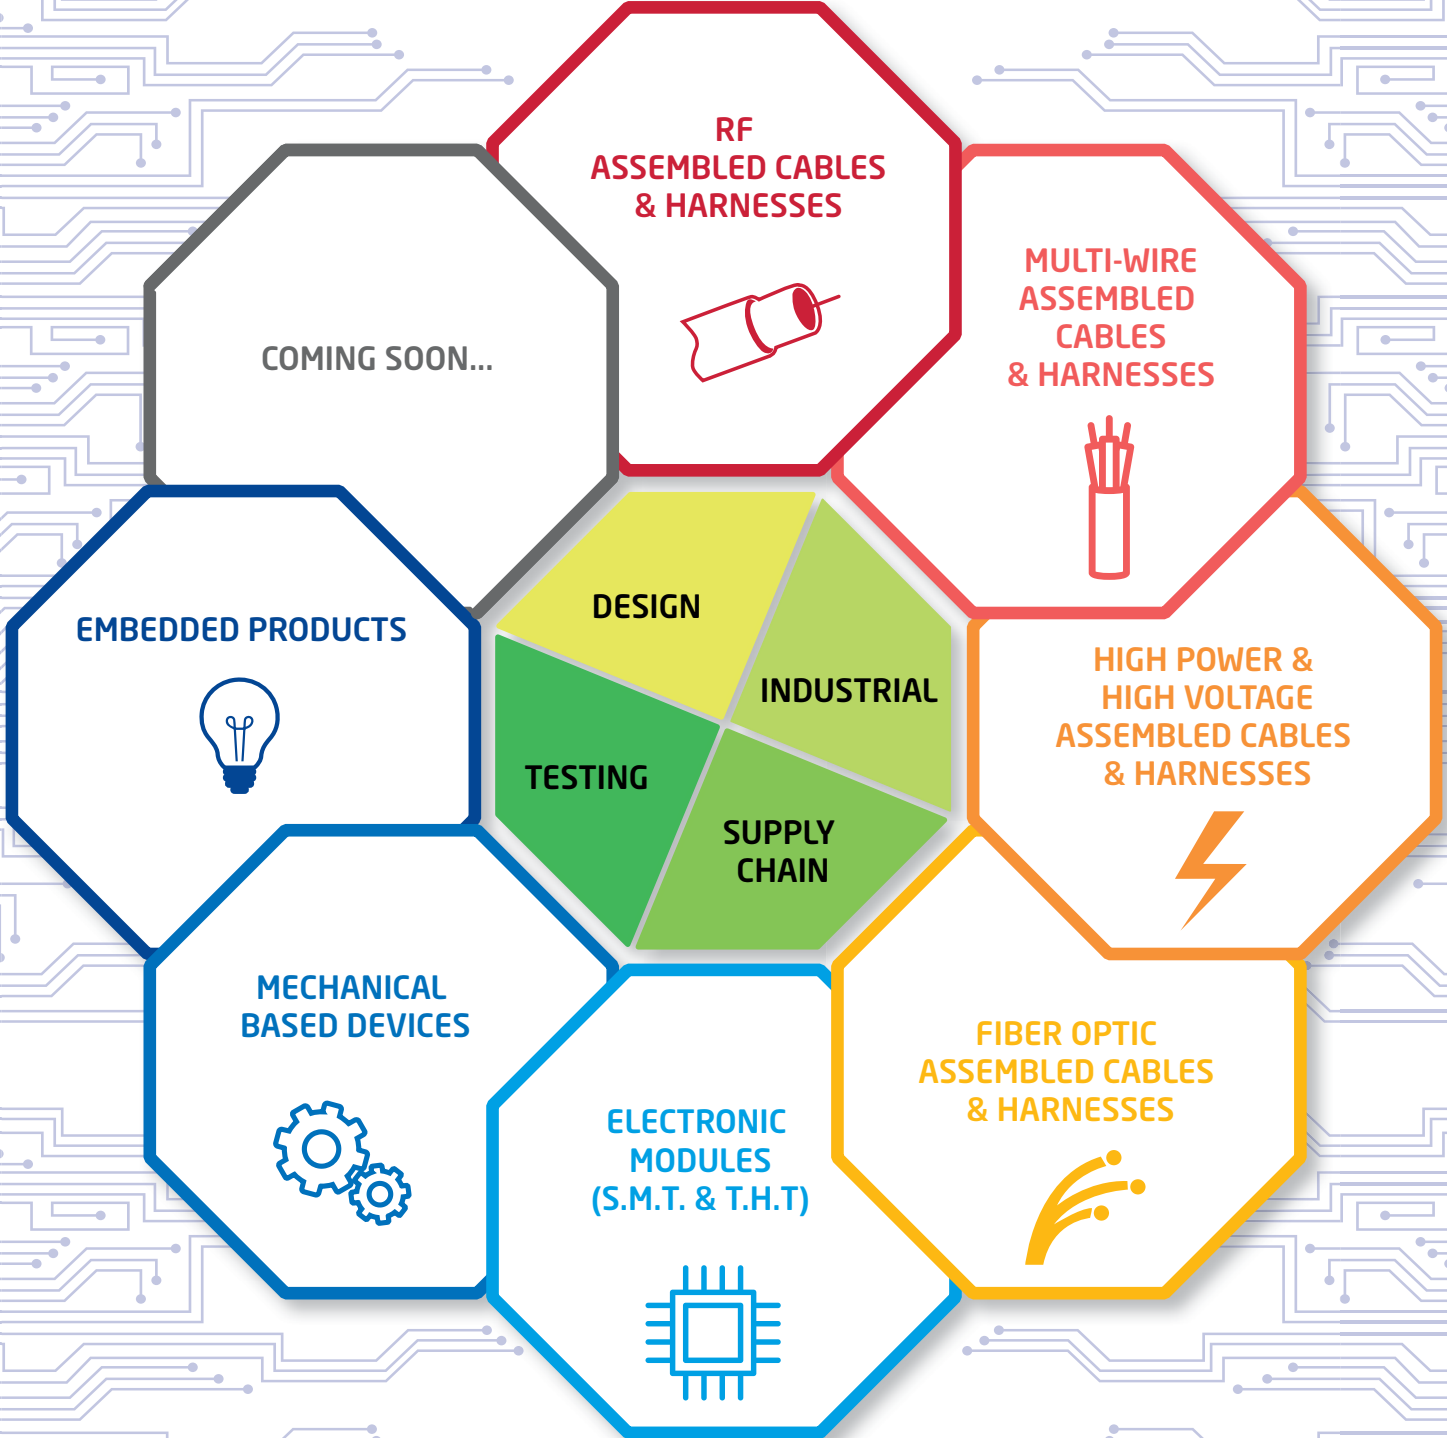 RF
ASSEMBLED CABLES
& HARNESSES
MULTI-WIRE
ASSEMBLED
CABLES
& HARNESSES
COMING SOON...
DESIGN
INDUSTRIAL
TESTING
SUPPLY
CHAIN
EMBEDDED PRODUCTS
HIGH POWER &
HIGH VOLTAGE
ASSEMBLED CABLES
& HARNESSES
MECHANICAL
BASED DEVICES
FIBER OPTIC
ASSEMBLED CABLES
& HARNESSES
ELECTRONIC
MODULES
(S.M.T. & T.H.T)